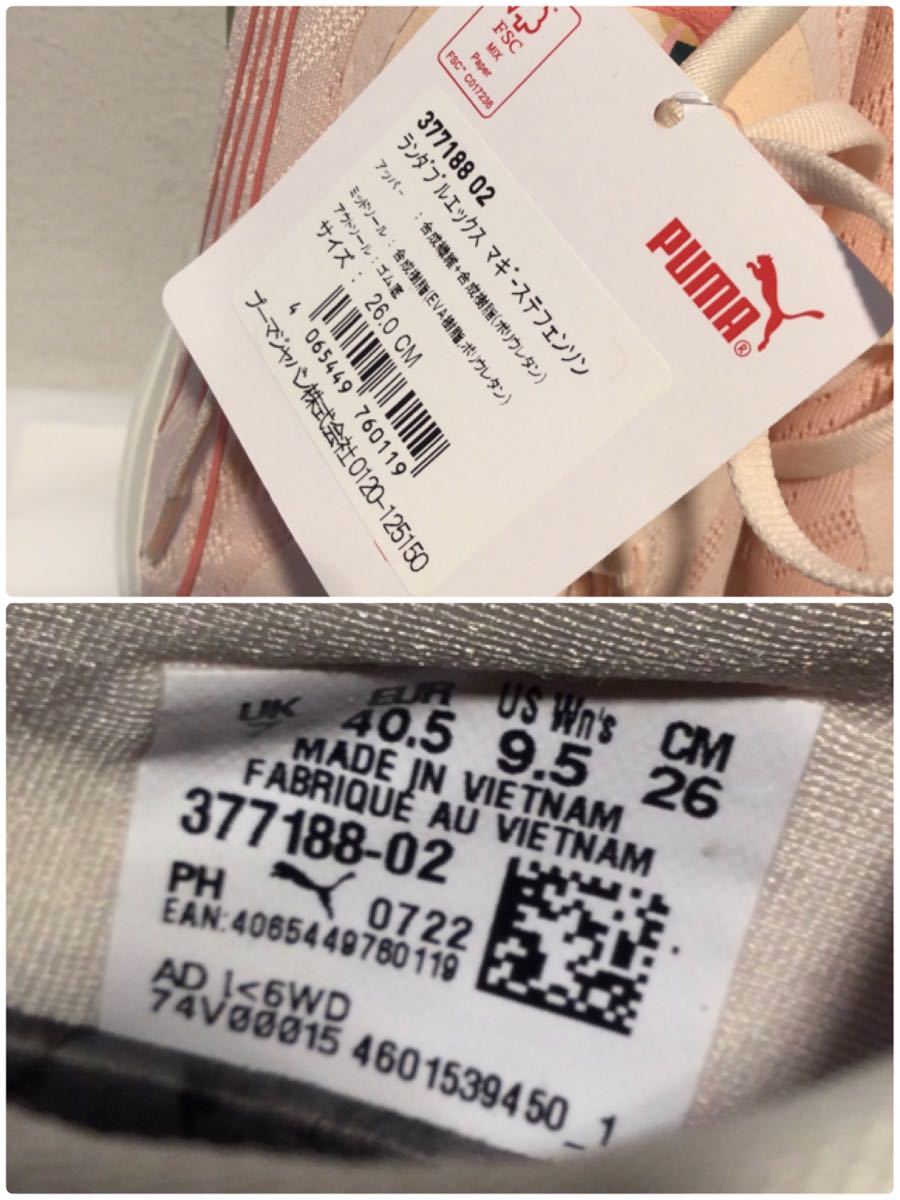 FSC
MIX
Paper
FSC™ C017236
377188 02
ランダブルエックス マギーステフェンソン
アッパー : 合成繊維+合成樹脂(ポリウレタン)
ミッドソール : 合成樹脂(EVA樹脂,ポリウレタン)
アウトソール : ゴム底
サイズ : 26.0 CM
4 065449 760119
プーマジャパン株式会社0120-125150
PUMA®
UK EUR US Wn's CM
7 40.5 9.5 26
MADE IN VIETNAM
FABRIQUÉ AU VIETNAM
377188-02
PH 0722
EAN:4065449760119
AD I<6WD
74V00015 4601539450_1